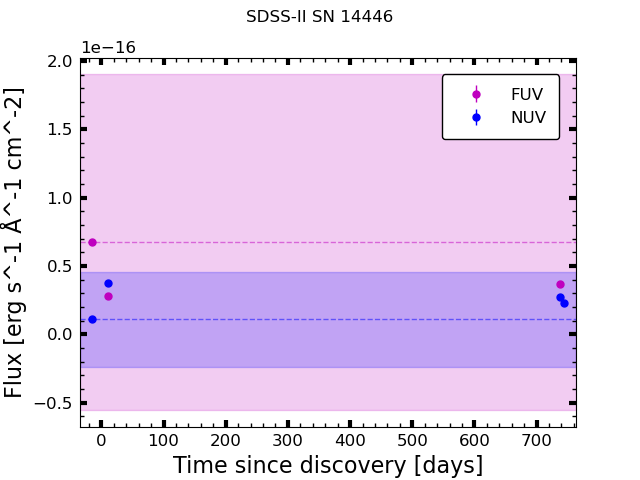 SDSS-II SN 14446
1e−16
2.0
1.5
1.0
0.5
0.0
−0.5
Flux [erg s^-1 Å^-1 cm^-2]
FUV
NUV
0 100 200 300 400 500 600 700
Time since discovery [days]